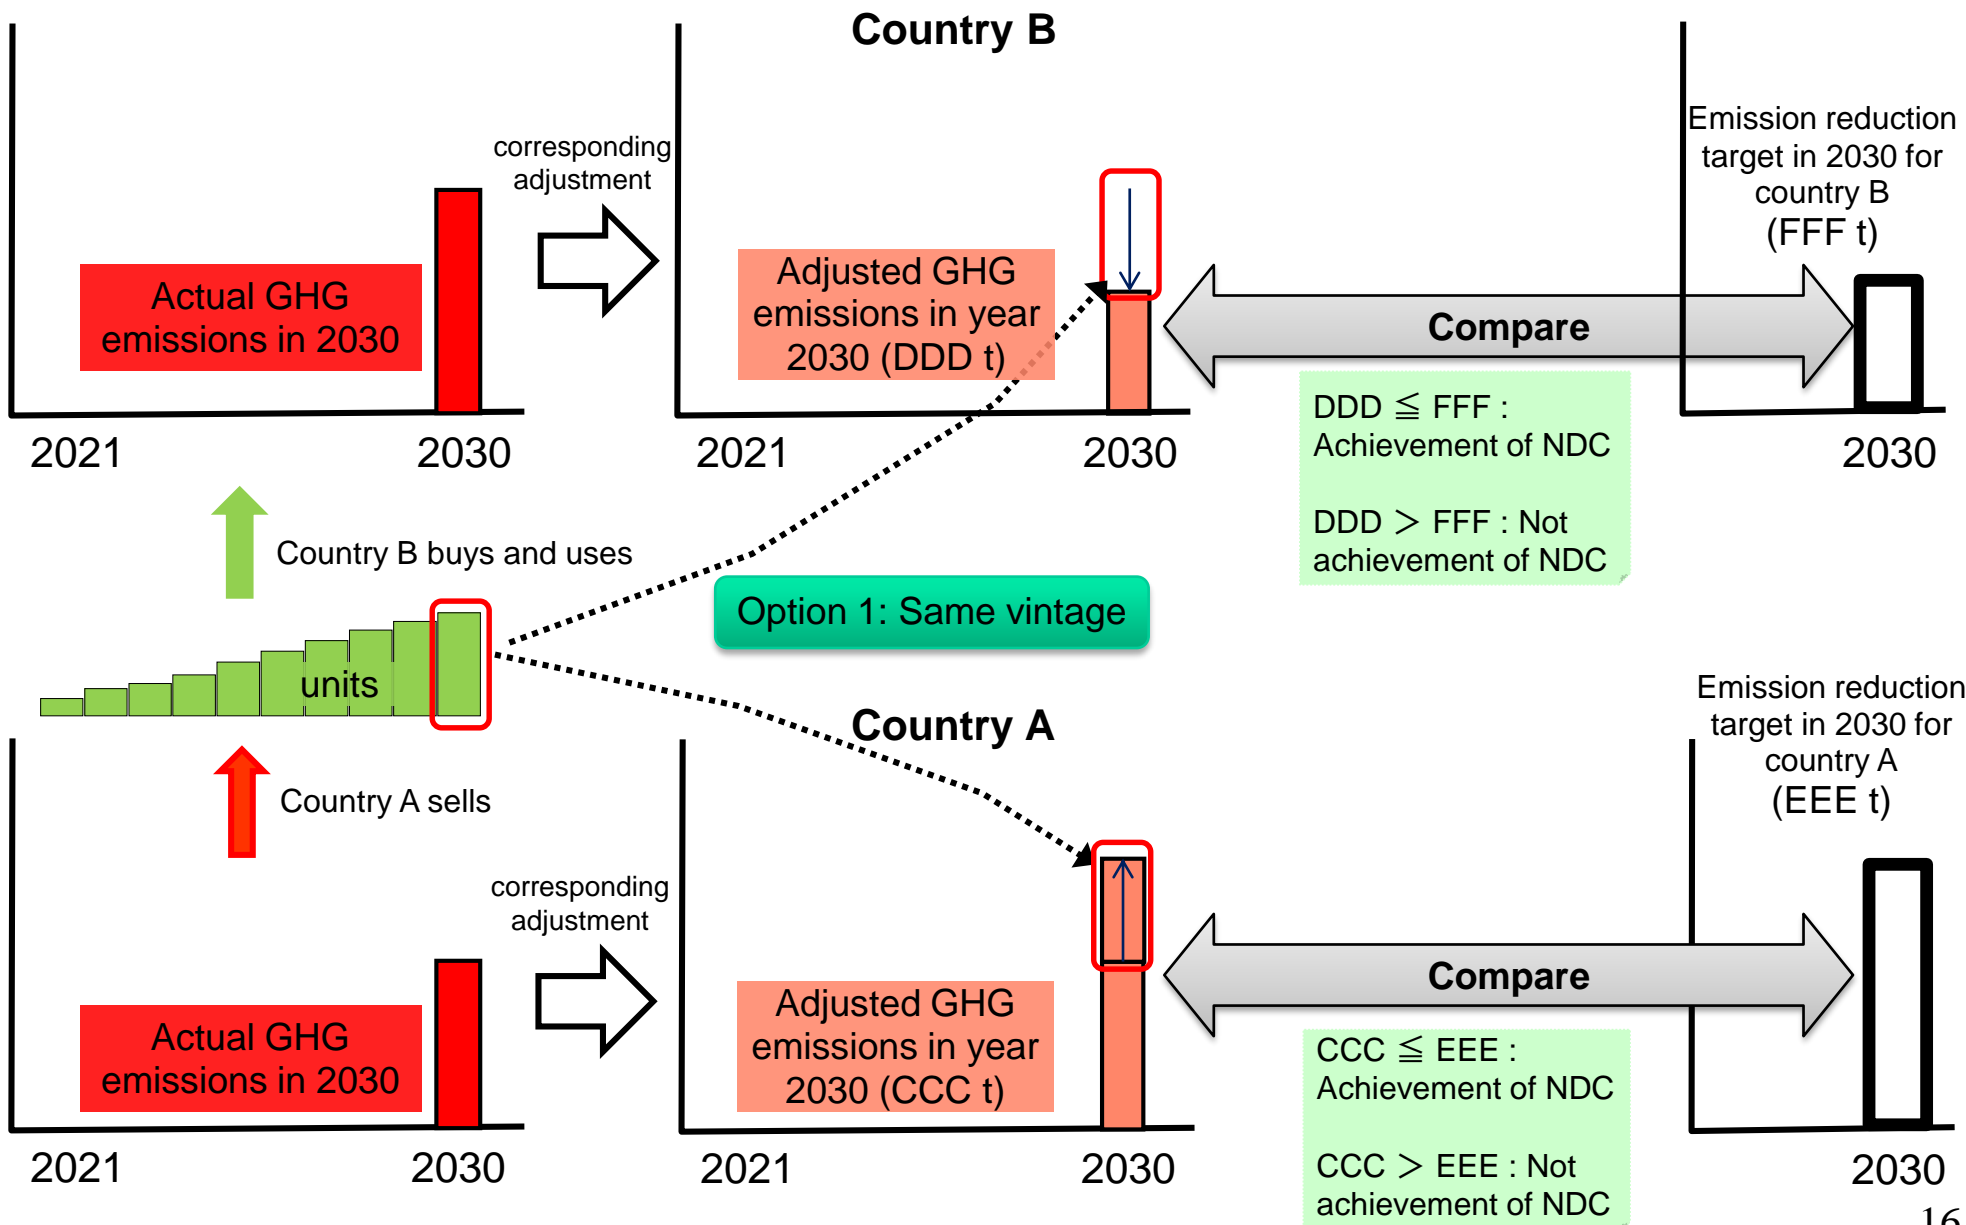 Country B
corresponding
adjustment
Actual GHG
emissions in 2030
2021
2030
Adjusted GHG
emissions in year
2030 (DDD t)
2021
2030
Compare
DDD ≦ FFF :
Achievement of NDC
DDD > FFF : Not
achievement of NDC
Emission reduction
target in 2030 for
country B
(FFF t)
2030
Country B buys and uses
units
Country A sells
Option 1: Same vintage
Country A
corresponding
adjustment
Actual GHG
emissions in 2030
2021
2030
Adjusted GHG
emissions in year
2030 (CCC t)
2021
2030
Compare
CCC ≦ EEE :
Achievement of NDC
CCC > EEE : Not
achievement of NDC
Emission reduction
target in 2030 for
country A
(EEE t)
2030
16